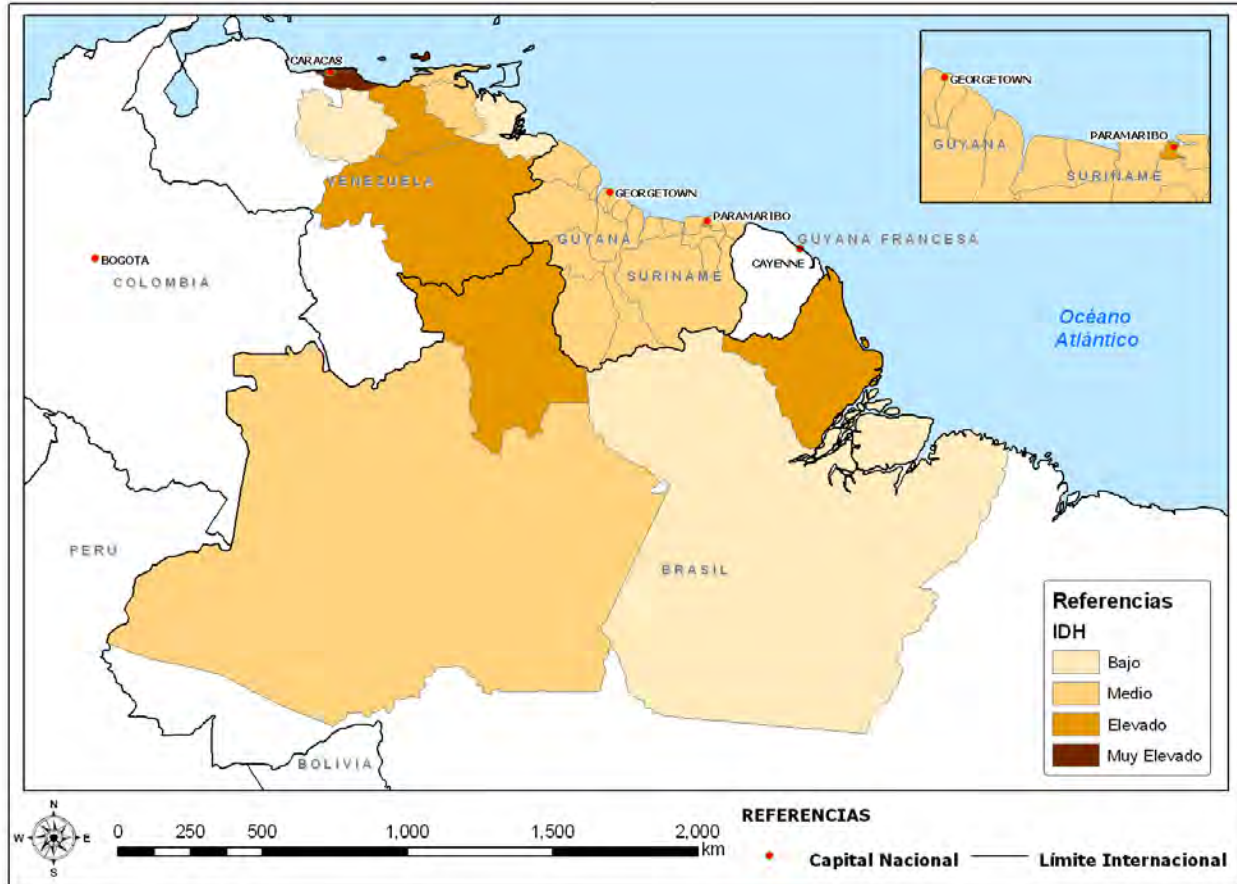 CARACAS
VENEZUELA
GEORGETOWN
PARAMARIBO
GUYANA
SURINAME
GUYANA FRANCESA
CAYENNE
BOGOTA
COLOMBIA
PERU
BRASIL
BOLIVIA
Océano
Atlántico
GEORGETOWN
GUYANA
PARAMARIBO
SURINAME
Referencias
IDH
Bajo
Medio
Elevado
Muy Elevado
N
W
E
S
0 250 500 1,000 1,500 2,000
km
REFERENCIAS
Capital Nacional
Límite Internacional